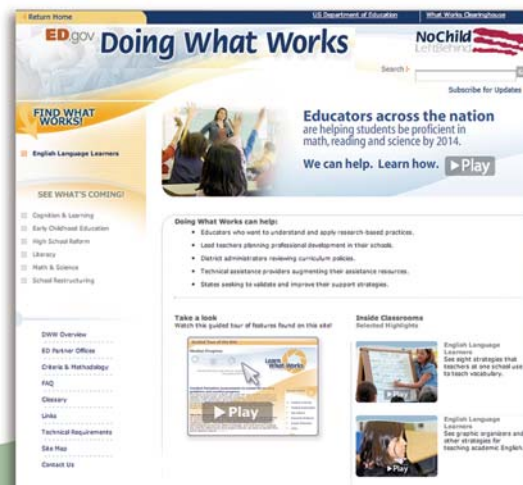 Return Home
US Department of Education
What Works Clearinghouse
ED.gov
Doing What Works
NoChild
LeftBehind
Search
Subscribe for Updates
FIND WHAT
WORKS!
English Language Learners
SEE WHAT'S COMING!
Cognition & Learning
Early Childhood Education
High School Reform
Literacy
Math & Science
School Restructuring
DWW Overview
ED Partner Offices
Criteria & Methodology
FAQ
Glossary
Links
Technical Requirements
Site Map
Contact Us
Educators across the nation
are helping students be proficient in
math, reading and science by 2014.
We can help. Learn how.
Play
Doing What Works can help:
Educators who want to understand and apply research-based practices.
Lead teachers planning professional development in their schools.
District administrators reviewing curriculum policies.
Technical assistance providers augmenting their assistance resources.
States seeking to validate and improve their support strategies.
Take a look
Watch this guided tour of features found on this site!
Learn
What Works
Play
Inside Classrooms
Selected Highlights
English Language
Learners
See eight strategies that
teachers at one school use
to teach vocabulary.
Play
English Language
Learners
See graphic organizers and
other strategies for
teaching academic English.
Play